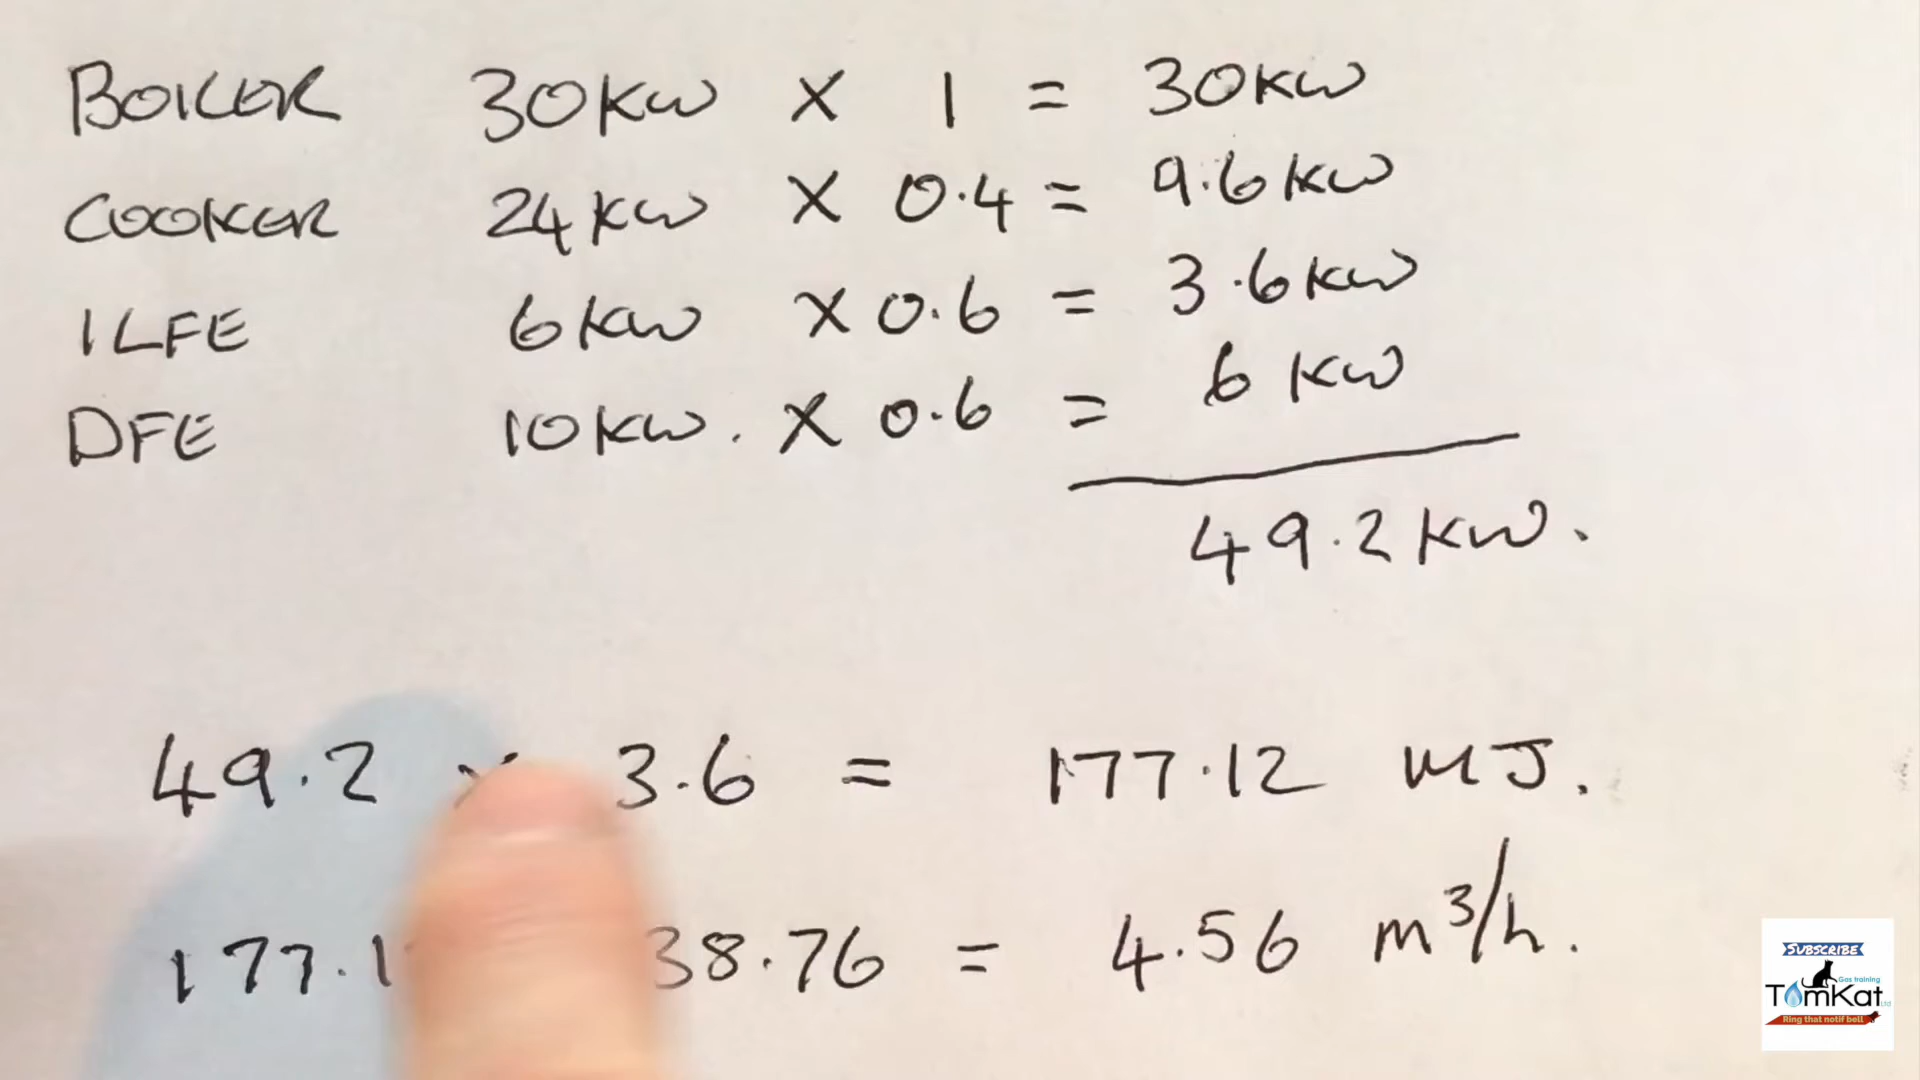 BOILER 30KW X 1 = 30KW
COOKER 24KW X 0.4 = 9.6KW
ILFE 6KW X 0.6 = 3.6KW
DFE 10KW. X 0.6 = 6KW
49.2KW.
49.2 x 3.6 = 177.12 MJ.
177.1 38.76 = 4.56 m³/h.
SUBSCRIBE
Gas training
TomKat Ltd
Ring that notif bell